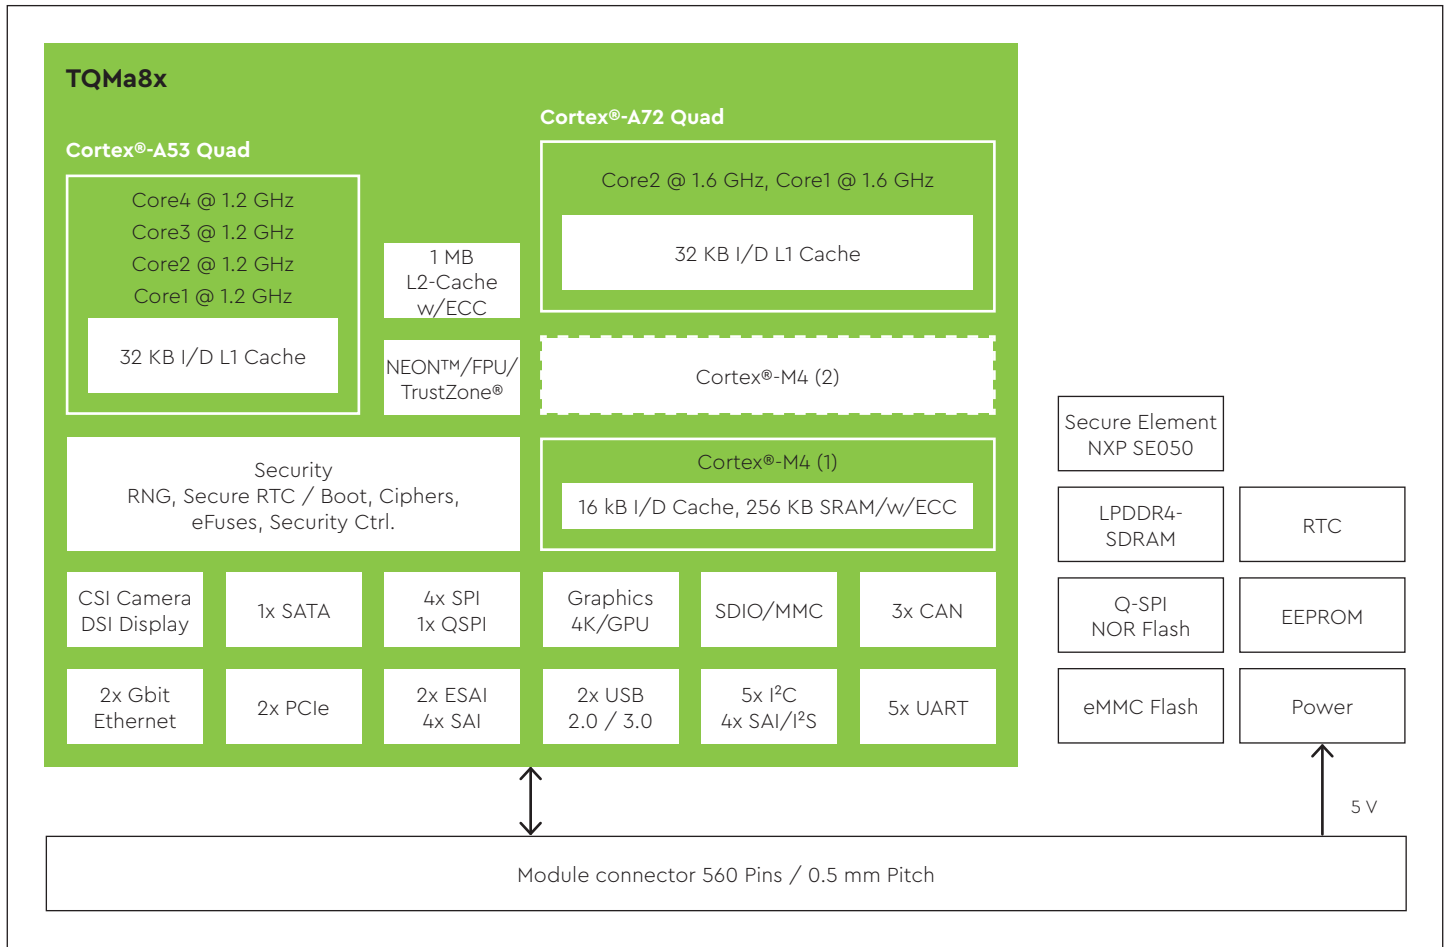 TQMa8x
Cortex®-A53 Quad
Core4 @ 1.2 GHz
Core3 @ 1.2 GHz
Core2 @ 1.2 GHz
Core1 @ 1.2 GHz
32 KB I/D L1 Cache
1 MB
L2-Cache
w/ECC
NEON™/FPU/
TrustZone®
Cortex®-A72 Quad
Core2 @ 1.6 GHz, Core1 @ 1.6 GHz
32 KB I/D L1 Cache
Cortex®-M4 (2)
Security
RNG, Secure RTC / Boot, Ciphers,
eFuses, Security Ctrl.
Cortex®-M4 (1)
16 kB I/D Cache, 256 KB SRAM/w/ECC
CSI Camera
DSI Display
1x SATA
4x SPI
1x QSPI
Graphics
4K/GPU
SDIO/MMC
3x CAN
2x Gbit
Ethernet
2x PCIe
2x ESAI
4x SAI
2x USB
2.0 / 3.0
5x I²C
4x SAI/I²S
5x UART
Secure Element
NXP SE050
LPDDR4-
SDRAM
RTC
Q-SPI
NOR Flash
EEPROM
eMMC Flash
Power
5 V
Module connector 560 Pins / 0.5 mm Pitch